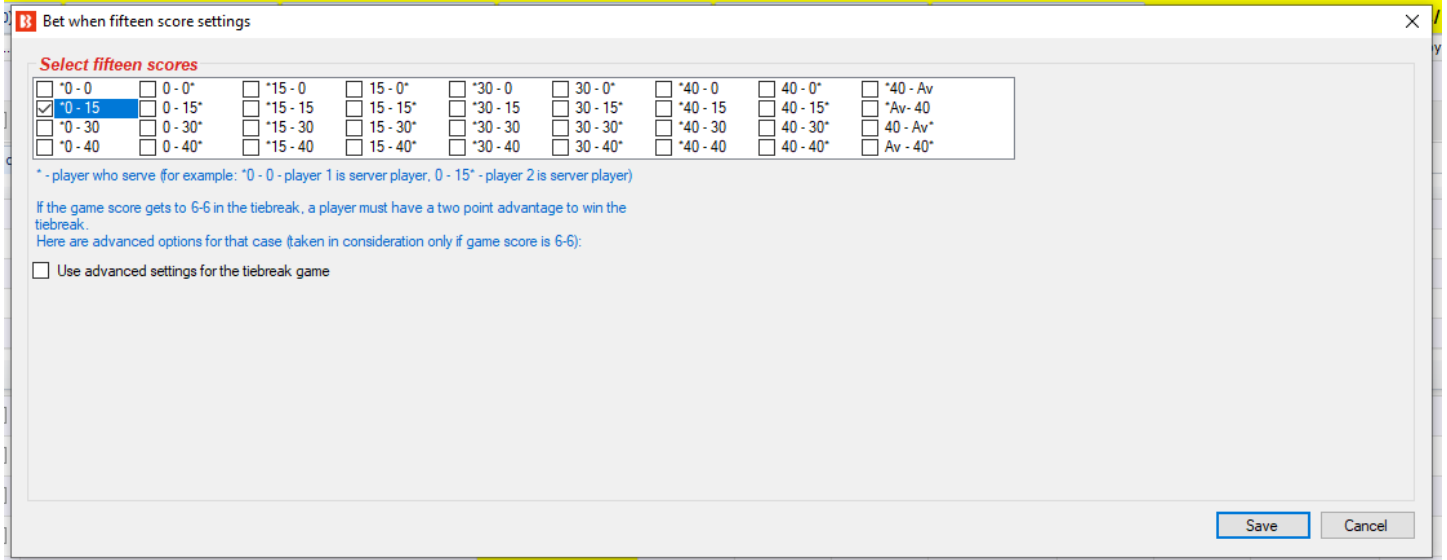 Bet when fifteen score settings
Select fifteen scores
*0 - 0 0 - 0* *15 - 0 15 - 0* *30 - 0 30 - 0* *40 - 0 40 - 0* *40 - Av
*0 - 15 0 - 15* *15 - 15 15 - 15* *30 - 15 30 - 15* *40 - 15 40 - 15* *Av- 40
*0 - 30 0 - 30* *15 - 30 15 - 30* *30 - 30 30 - 30* *40 - 30 40 - 30* 40 - Av*
*0 - 40 0 - 40* *15 - 40 15 - 40* *30 - 40 30 - 40* *40 - 40 40 - 40* Av - 40*
* - player who serve (for example: *0 - 0 - player 1 is server player, 0 - 15* - player 2 is server player)
If the game score gets to 6-6 in the tiebreak, a player must have a two point advantage to win the
tiebreak.
Here are advanced options for that case (taken in consideration only if game score is 6-6):
Use advanced settings for the tiebreak game
Save Cancel